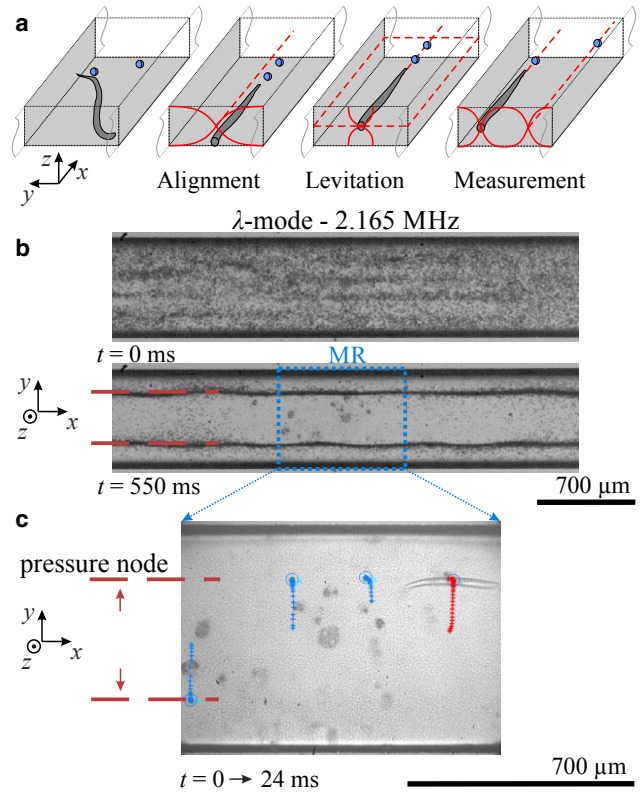 a
z
y
x
Alignment
Levitation
Measurement
λ-mode - 2.165 MHz
b
t = 0 ms
MR
y
z
x
t = 550 ms
700 µm
c
pressure node
y
z
x
t = 0 → 24 ms
700 µm